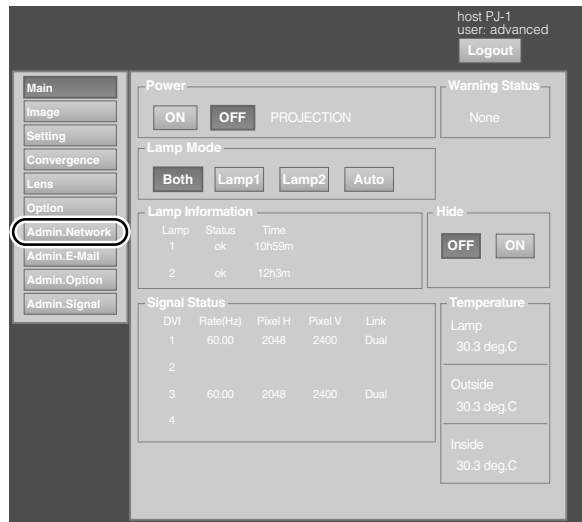 host PJ-1
user: advanced
Logout
Main
Image
Setting
Convergence
Lens
Option
Admin.Network
Admin.E-Mail
Admin.Option
Admin.Signal
Power
ON OFF PROJECTION
Warning Status
None
Lamp Mode
Both Lamp1 Lamp2 Auto
Lamp Information
Lamp Status Time
1 ok 10h59m
2 ok 12h3m
Hide
OFF ON
Signal Status
DVI Rate(Hz) Pixel H Pixel V Link
1 60.00 2048 2400 Dual
2
3 60.00 2048 2400 Dual
4
Temperature
Lamp
30.3 deg.C
Outside
30.3 deg.C
Inside
30.3 deg.C